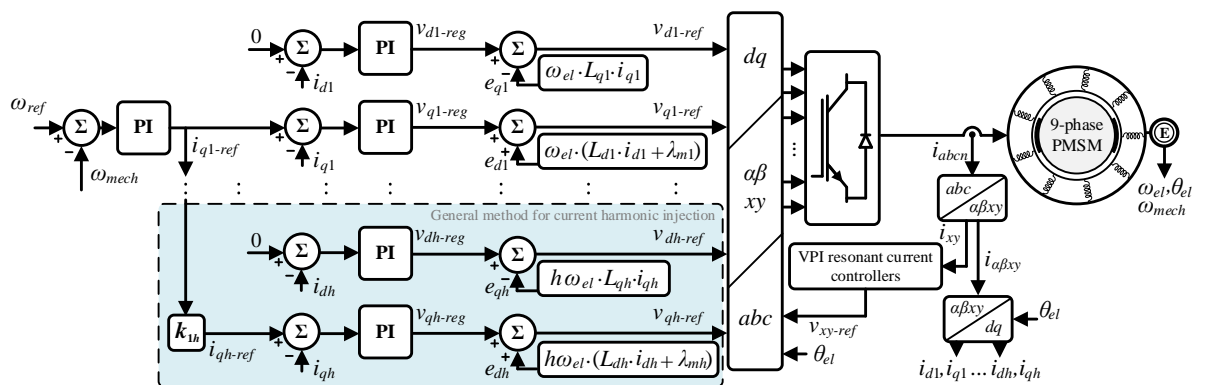 0
Σ
+
−
i_{d1}
PI
v_{d1-reg}
Σ
+
−
e_{q1}
ω_{el}·L_{q1}·i_{q1}
v_{d1-ref}
ω_{ref}
Σ
+
−
ω_{mech}
PI
i_{q1-ref}
Σ
+
−
i_{q1}
PI
v_{q1-reg}
Σ
+
+
e_{d1}
ω_{el}·(L_{d1}·i_{d1}+λ_{m1})
v_{q1-ref}
General method for current harmonic injection
0
Σ
+
−
i_{dh}
PI
v_{dh-reg}
Σ
+
−
e_{qh}
hω_{el}·L_{qh}·i_{qh}
v_{dh-ref}
k_{1h}
i_{qh-ref}
Σ
+
−
i_{qh}
PI
v_{qh-reg}
Σ
+
+
e_{dh}
hω_{el}·(L_{dh}·i_{dh}+λ_{mh})
v_{qh-ref}
dq
αβ
xy
abc
v_{xy-ref}
θ_{el}
VPI resonant current
controllers
i_{abcn}
abc
αβxy
i_{xy}
i_{αβxy}
αβxy
dq
θ_{el}
i_{d1},i_{q1}...i_{dh},i_{qh}
9-phase
PMSM
E
ω_{el},θ_{el}
ω_{mech}